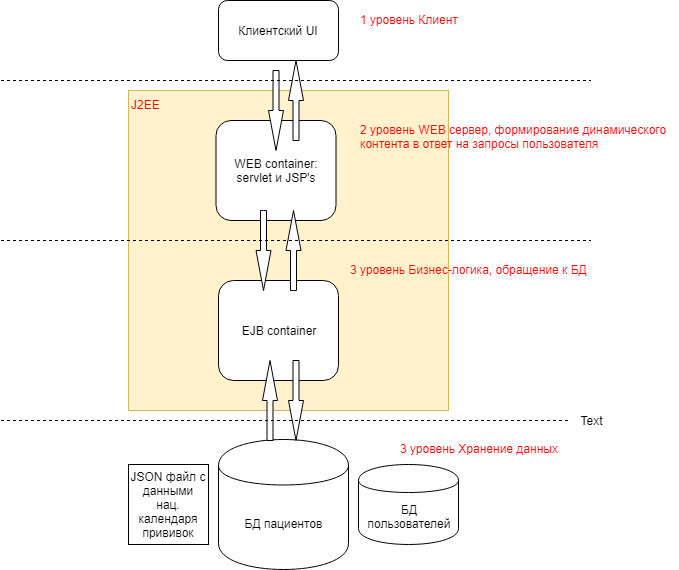 Клиентский UI
1 уровень Клиент
J2EE
2 уровень WEB сервер, формирование динамического
контента в ответ на запросы пользователя
WEB container:
servlet и JSP's
3 уровень Бизнес-логика, обращение к БД
EJB container
Text
3 уровень Хранение данных
JSON файл с
данными
нац.
календаря
прививок
БД пациентов
БД
пользователей